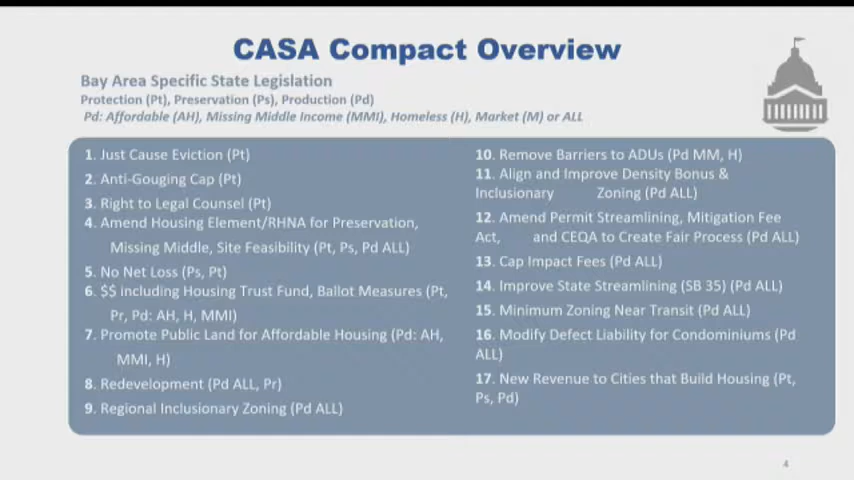 CASA Compact Overview
Bay Area Specific State Legislation
Protection (Pt), Preservation (Ps), Production (Pd)
Pd: Affordable (AH), Missing Middle Income (MMI), Homeless (H), Market (M) or ALL
1. Just Cause Eviction (Pt)
2. Anti-Gouging Cap (Pt)
3. Right to Legal Counsel (Pt)
4. Amend Housing Element/RHNA for Preservation,
Missing Middle, Site Feasibility (Pt, Ps, Pd ALL)
5. No Net Loss (Ps, Pt)
6. $$ including Housing Trust Fund, Ballot Measures (Pt,
Pr, Pd: AH, H, MMI)
7. Promote Public Land for Affordable Housing (Pd: AH,
MMI, H)
8. Redevelopment (Pd ALL, Pr)
9. Regional Inclusionary Zoning (Pd ALL)
10. Remove Barriers to ADUs (Pd MM, H)
11. Align and Improve Density Bonus &
Inclusionary Zoning (Pd ALL)
12. Amend Permit Streamlining, Mitigation Fee
Act, and CEQA to Create Fair Process (Pd ALL)
13. Cap Impact Fees (Pd ALL)
14. Improve State Streamlining (SB 35) (Pd ALL)
15. Minimum Zoning Near Transit (Pd ALL)
16. Modify Defect Liability for Condominiums (Pd
ALL)
17. New Revenue to Cities that Build Housing (Pt,
Ps, Pd)
4